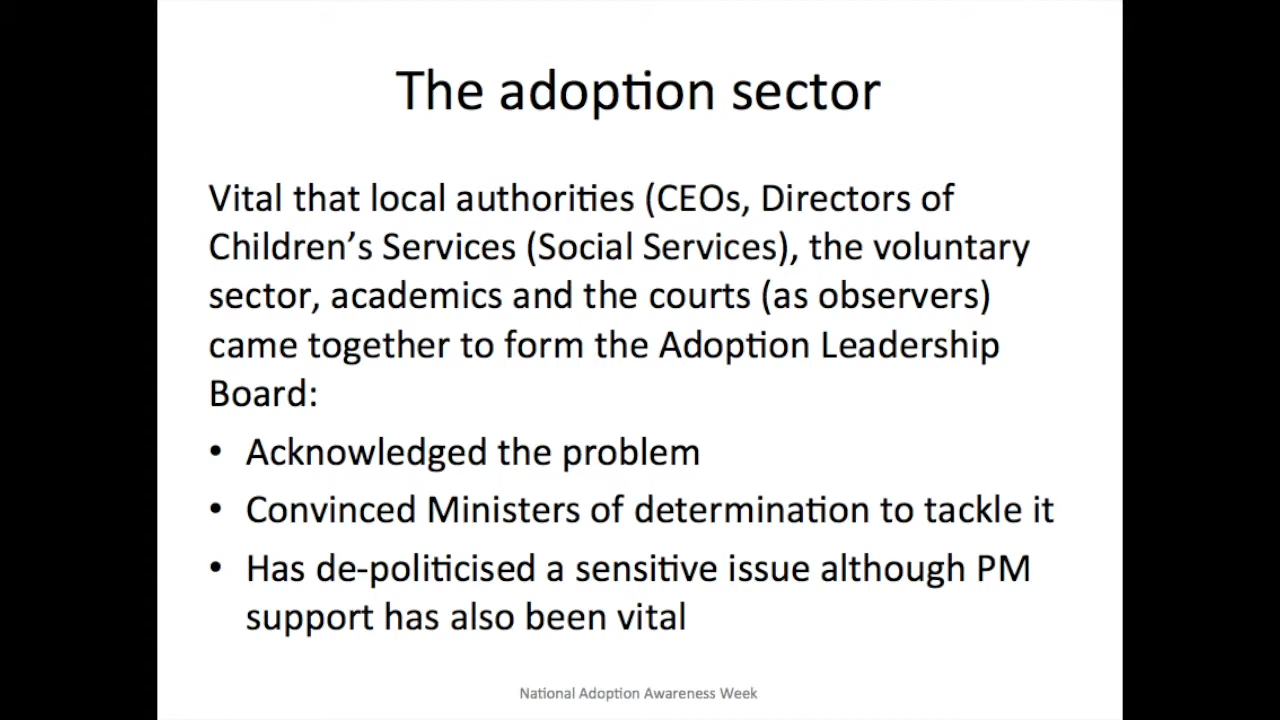 The adoption sector
Vital that local authorities (CEOs, Directors of
Children’s Services (Social Services), the voluntary
sector, academics and the courts (as observers)
came together to form the Adoption Leadership
Board:
• Acknowledged the problem
• Convinced Ministers of determination to tackle it
• Has de-politicised a sensitive issue although PM
support has also been vital
National Adoption Awareness Week